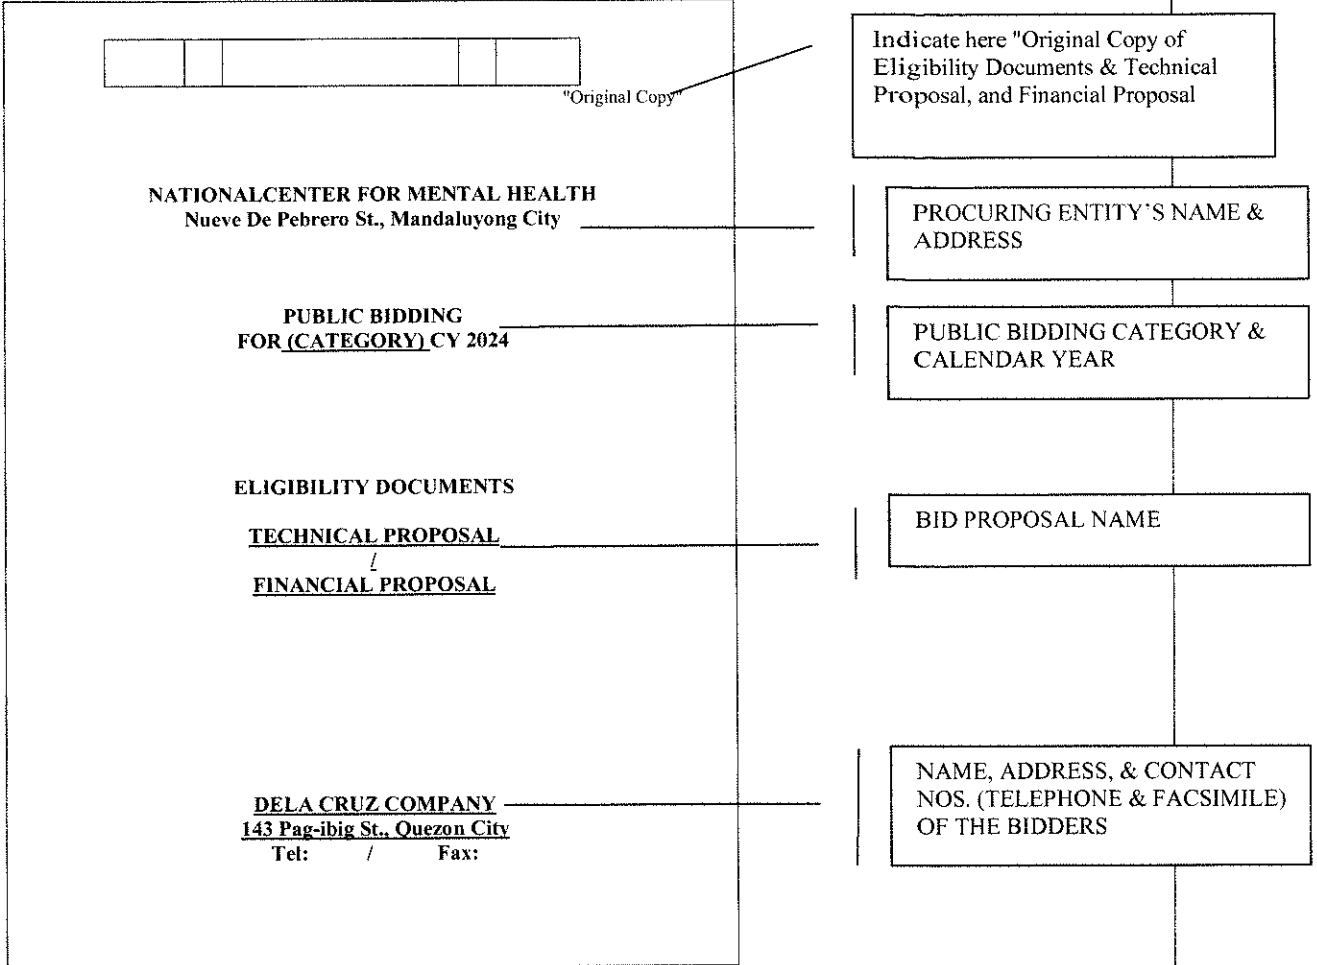 "Original Copy"
Indicate here "Original Copy of
Eligibility Documents & Technical
Proposal, and Financial Proposal
NATIONALCENTER FOR MENTAL HEALTH
Nueve De Pebrero St., Mandaluyong City
PROCURING ENTITY'S NAME &
ADDRESS
PUBLIC BIDDING
FOR (CATEGORY) CY 2024
PUBLIC BIDDING CATEGORY &
CALENDAR YEAR
ELIGIBILITY DOCUMENTS
TECHNICAL PROPOSAL
/
FINANCIAL PROPOSAL
BID PROPOSAL NAME
DELA CRUZ COMPANY
143 Pag-ibig St., Quezon City
Tel: / Fax:
NAME, ADDRESS, & CONTACT
NOS. (TELEPHONE & FACSIMILE)
OF THE BIDDERS